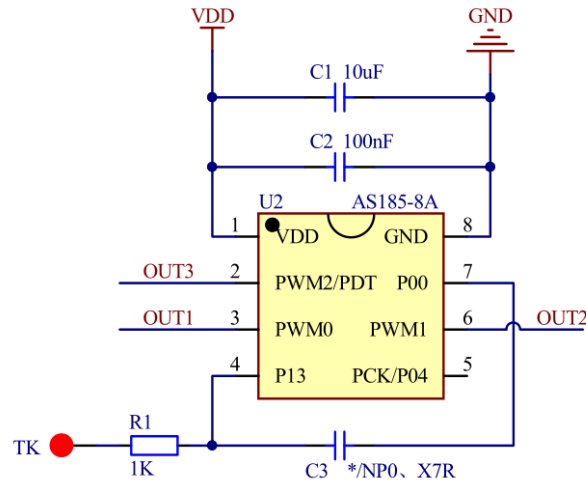 VDD
GND
C1 10uF
C2 100nF
U2
AS185-8A
1
VDD
GND
8
OUT3
2
PWM2/PDT
P00
7
OUT1
3
PWM0
PWM1
6
OUT2
4
P13
PCK/P04
5
TK
R1
1K
C3
*/NP0、X7R